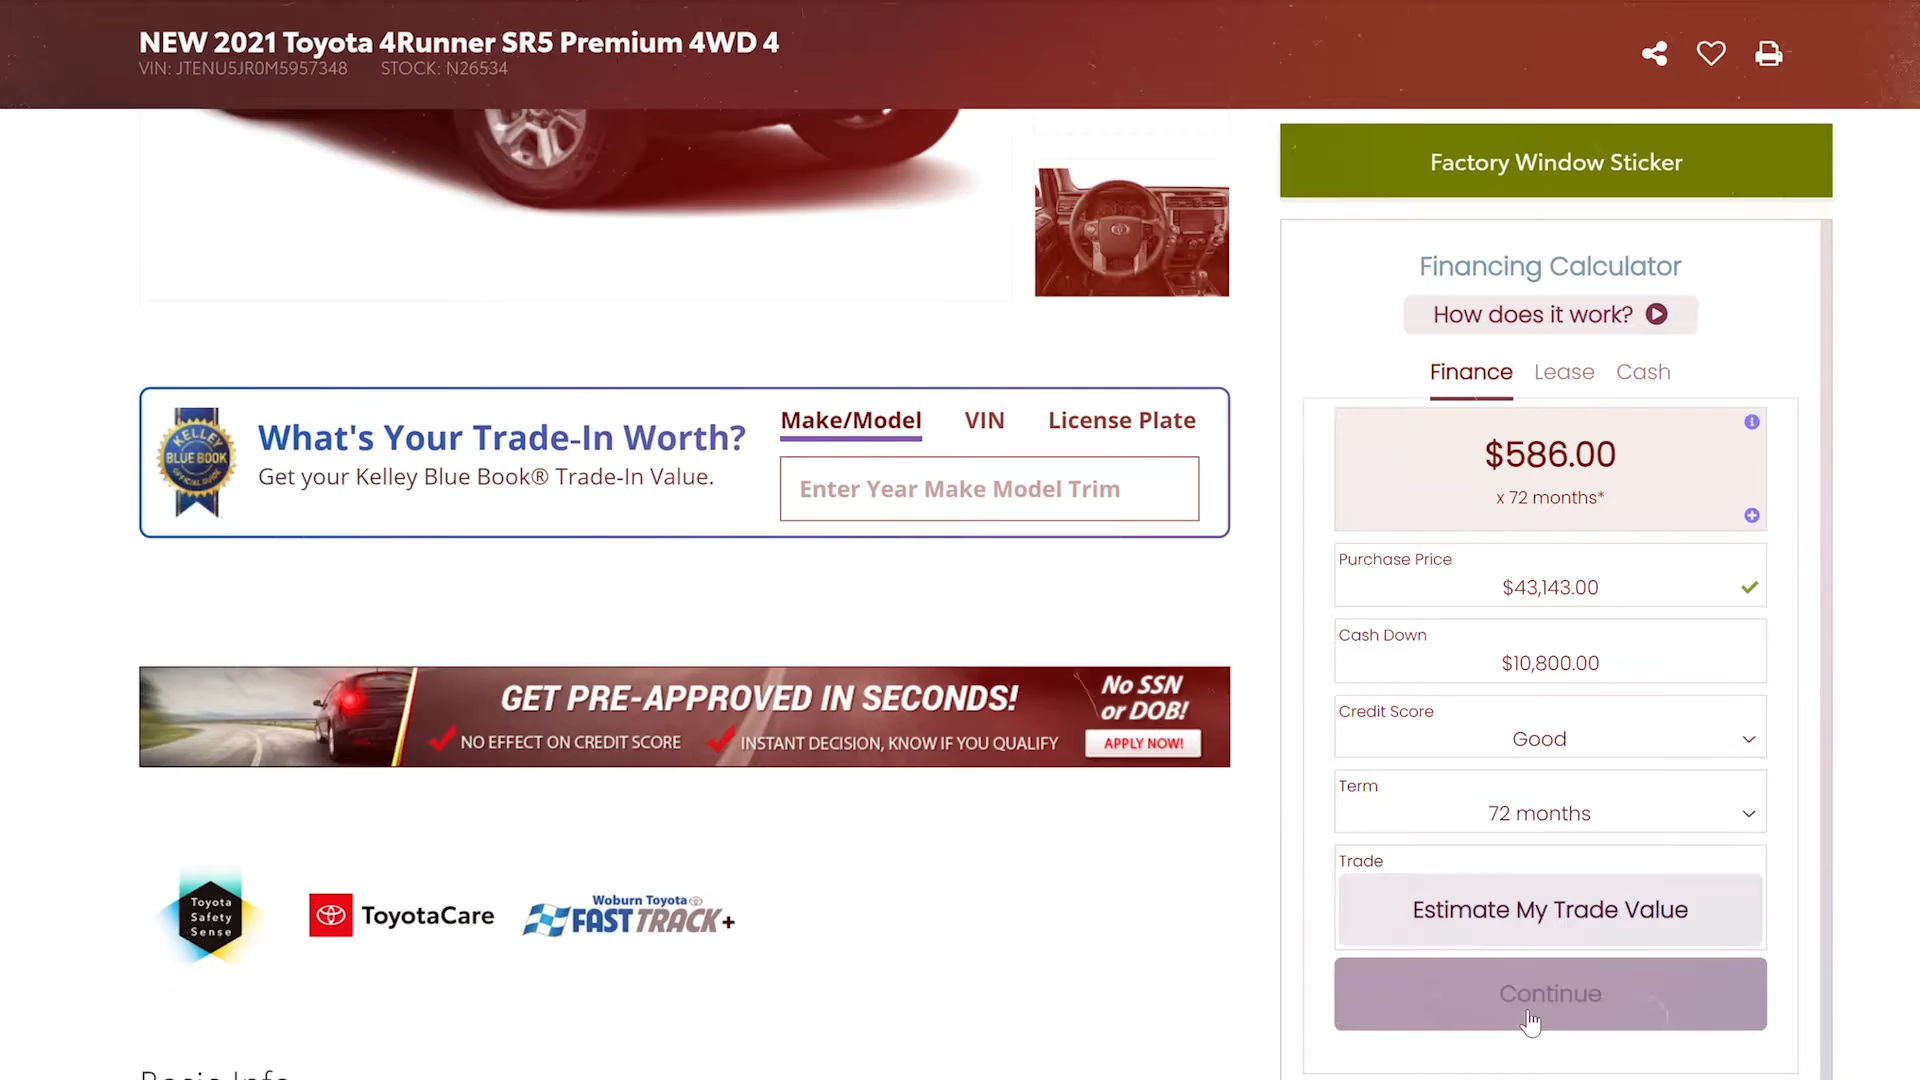 NEW 2021 Toyota 4Runner SR5 Premium 4WD 4
VIN: JTENU5JR0M5957348 STOCK: N26534
Factory Window Sticker
Financing Calculator
How does it work?
Finance Lease Cash
$586.00
x 72 months*
Purchase Price
$43,143.00
Cash Down
$10,800.00
Credit Score
Good
Term
72 months
Trade
Estimate My Trade Value
Continue
KELLEY
BLUE BOOK
OFFICIAL GUIDE
What's Your Trade-In Worth?
Get your Kelley Blue Book® Trade-In Value.
Make/Model VIN License Plate
Enter Year Make Model Trim
GET PRE-APPROVED IN SECONDS!
NO EFFECT ON CREDIT SCORE INSTANT DECISION, KNOW IF YOU QUALIFY
No SSN
or DOB!
APPLY NOW!
Toyota
Safety
Sense
ToyotaCare
Woburn Toyota
FAST TRACK+
Basic Info